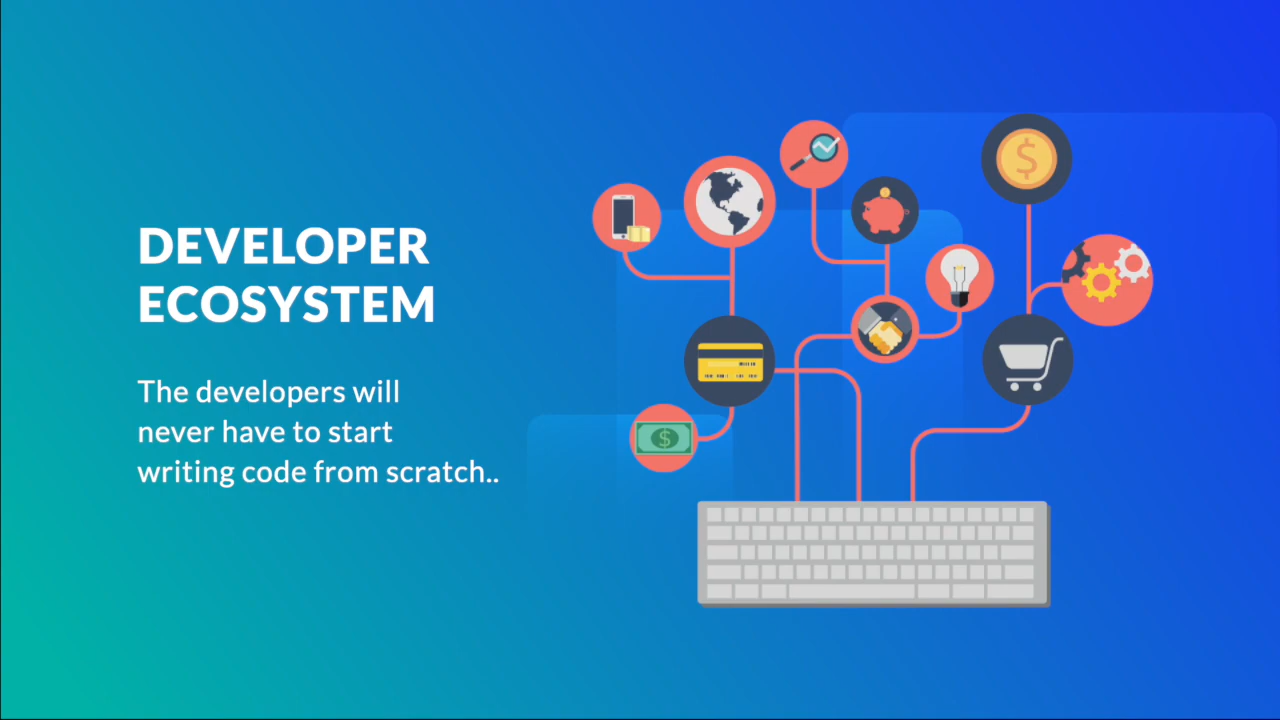 DEVELOPER
ECOSYSTEM
The developers will
never have to start
writing code from scratch..